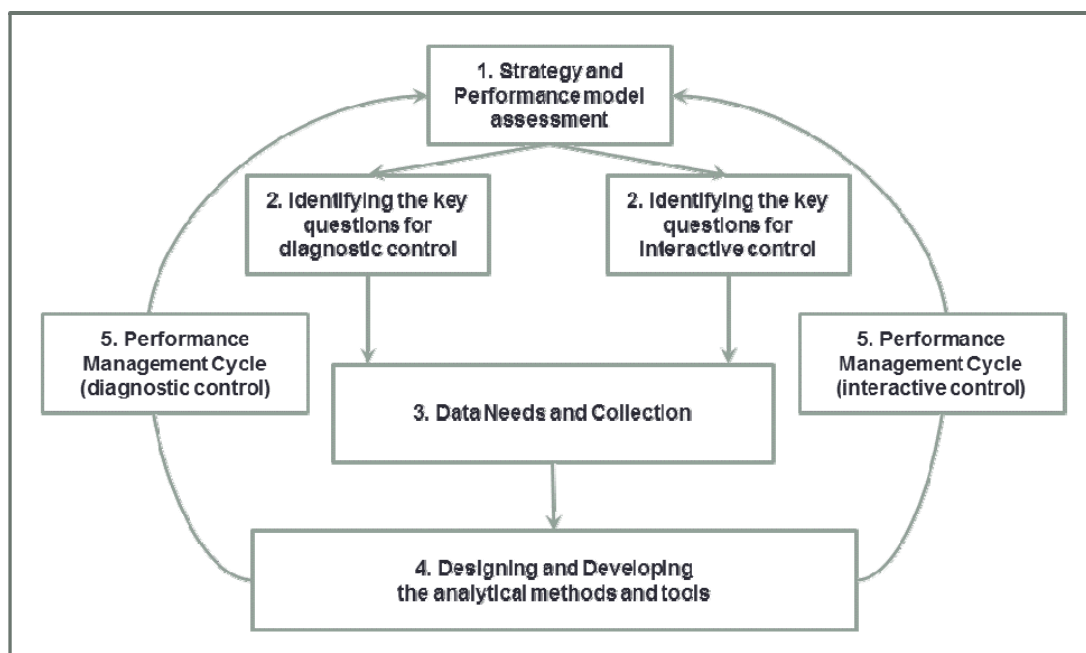 1. Strategy and
Performance model
assessment
2. Identifying the key
questions for
diagnostic control
2. Identifying the key
questions for
interactive control
5. Performance
Management Cycle
(diagnostic control)
5. Performance
Management Cycle
(interactive control)
3. Data Needs and Collection
4. Designing and Developing
the analytical methods and tools